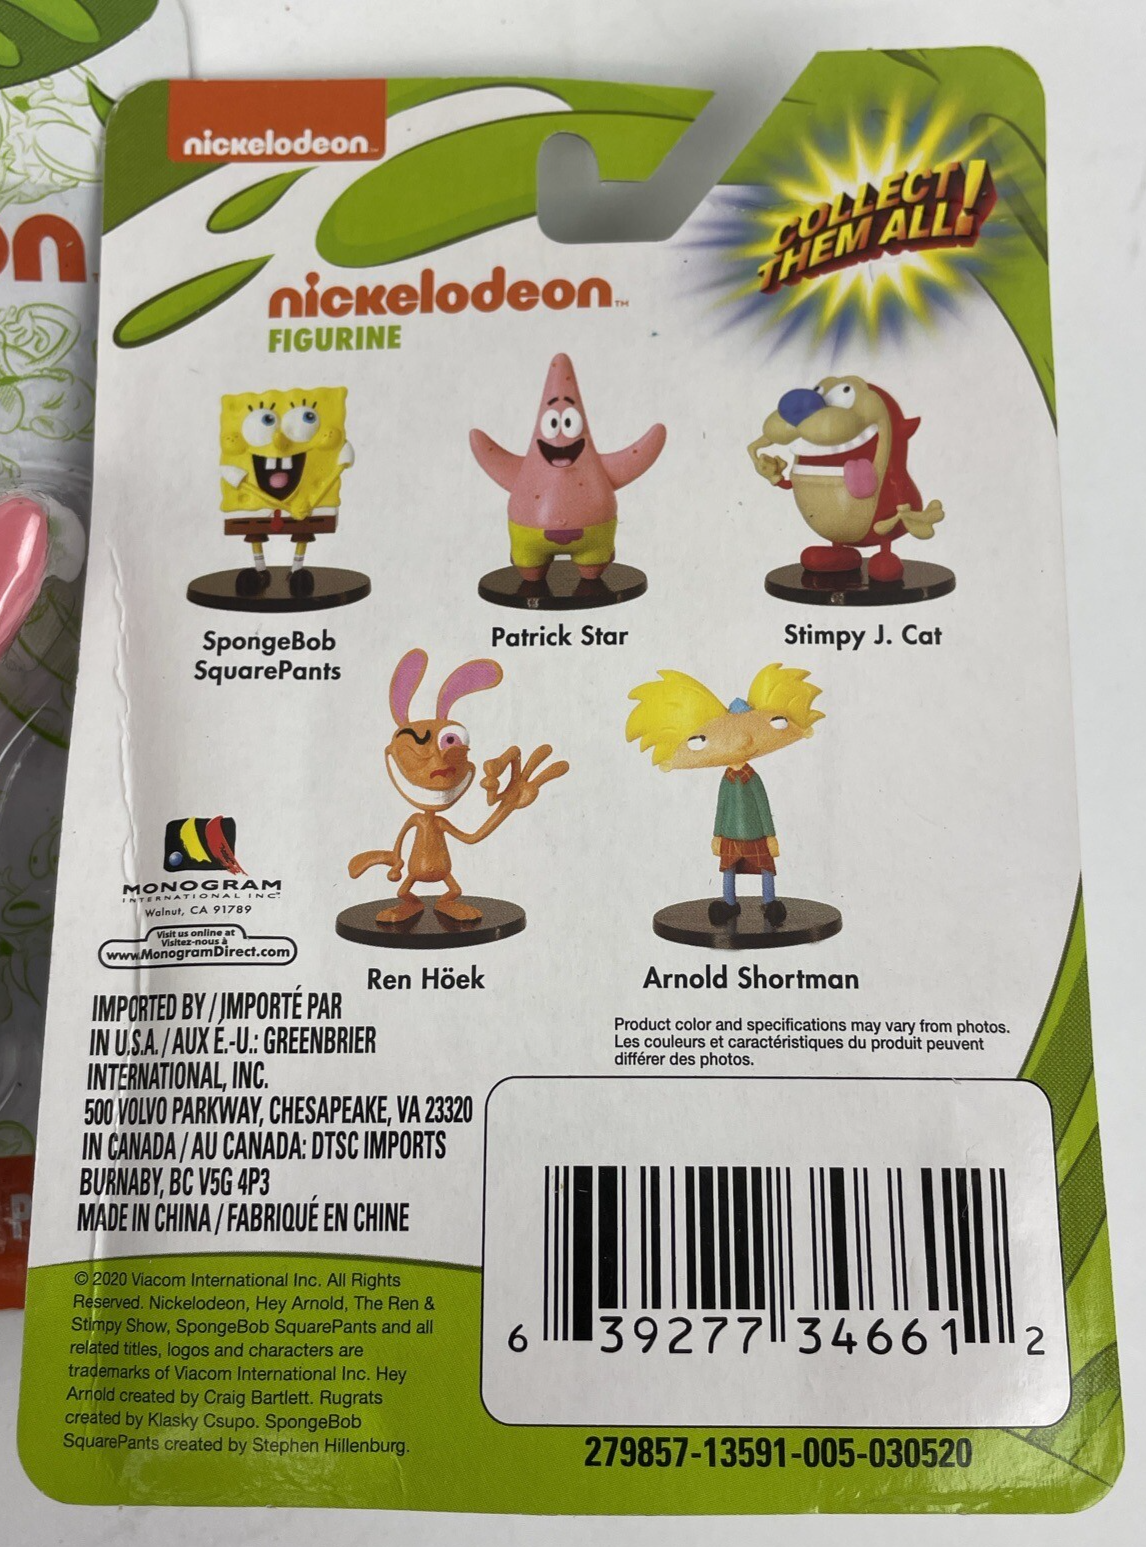 nickelodeon
COLLECT
THEM ALL!
on
nickelodeon™
FIGURINE
SpongeBob
SquarePants
Patrick Star
Stimpy J. Cat
MONOGRAM
INTERNATIONAL INC.
Walnut, CA 91789
Visit us online at
Visitez-nous à
www.MonogramDirect.com
Ren Höek
Arnold Shortman
IMPORTED BY / IMPORTÉ PAR
IN U.S.A. / AUX É.-U.: GREENBRIER
INTERNATIONAL, INC.
500 VOLVO PARKWAY, CHESAPEAKE, VA 23320
IN CANADA / AU CANADA: DTSC IMPORTS
BURNABY, BC V5G 4P3
MADE IN CHINA / FABRIQUÉ EN CHINE
Product color and specifications may vary from photos.
Les couleurs et caractéristiques du produit peuvent
différer des photos.
© 2020 Viacom International Inc. All Rights
Reserved. Nickelodeon, Hey Arnold, The Ren &
Stimpy Show, SpongeBob SquarePants and all
related titles, logos and characters are
trademarks of Viacom International Inc. Hey
Arnold created by Craig Bartlett. Rugrats
created by Klasky Csupo. SpongeBob
SquarePants created by Stephen Hillenburg.
6 39277 34661 2
279857-13591-005-030520